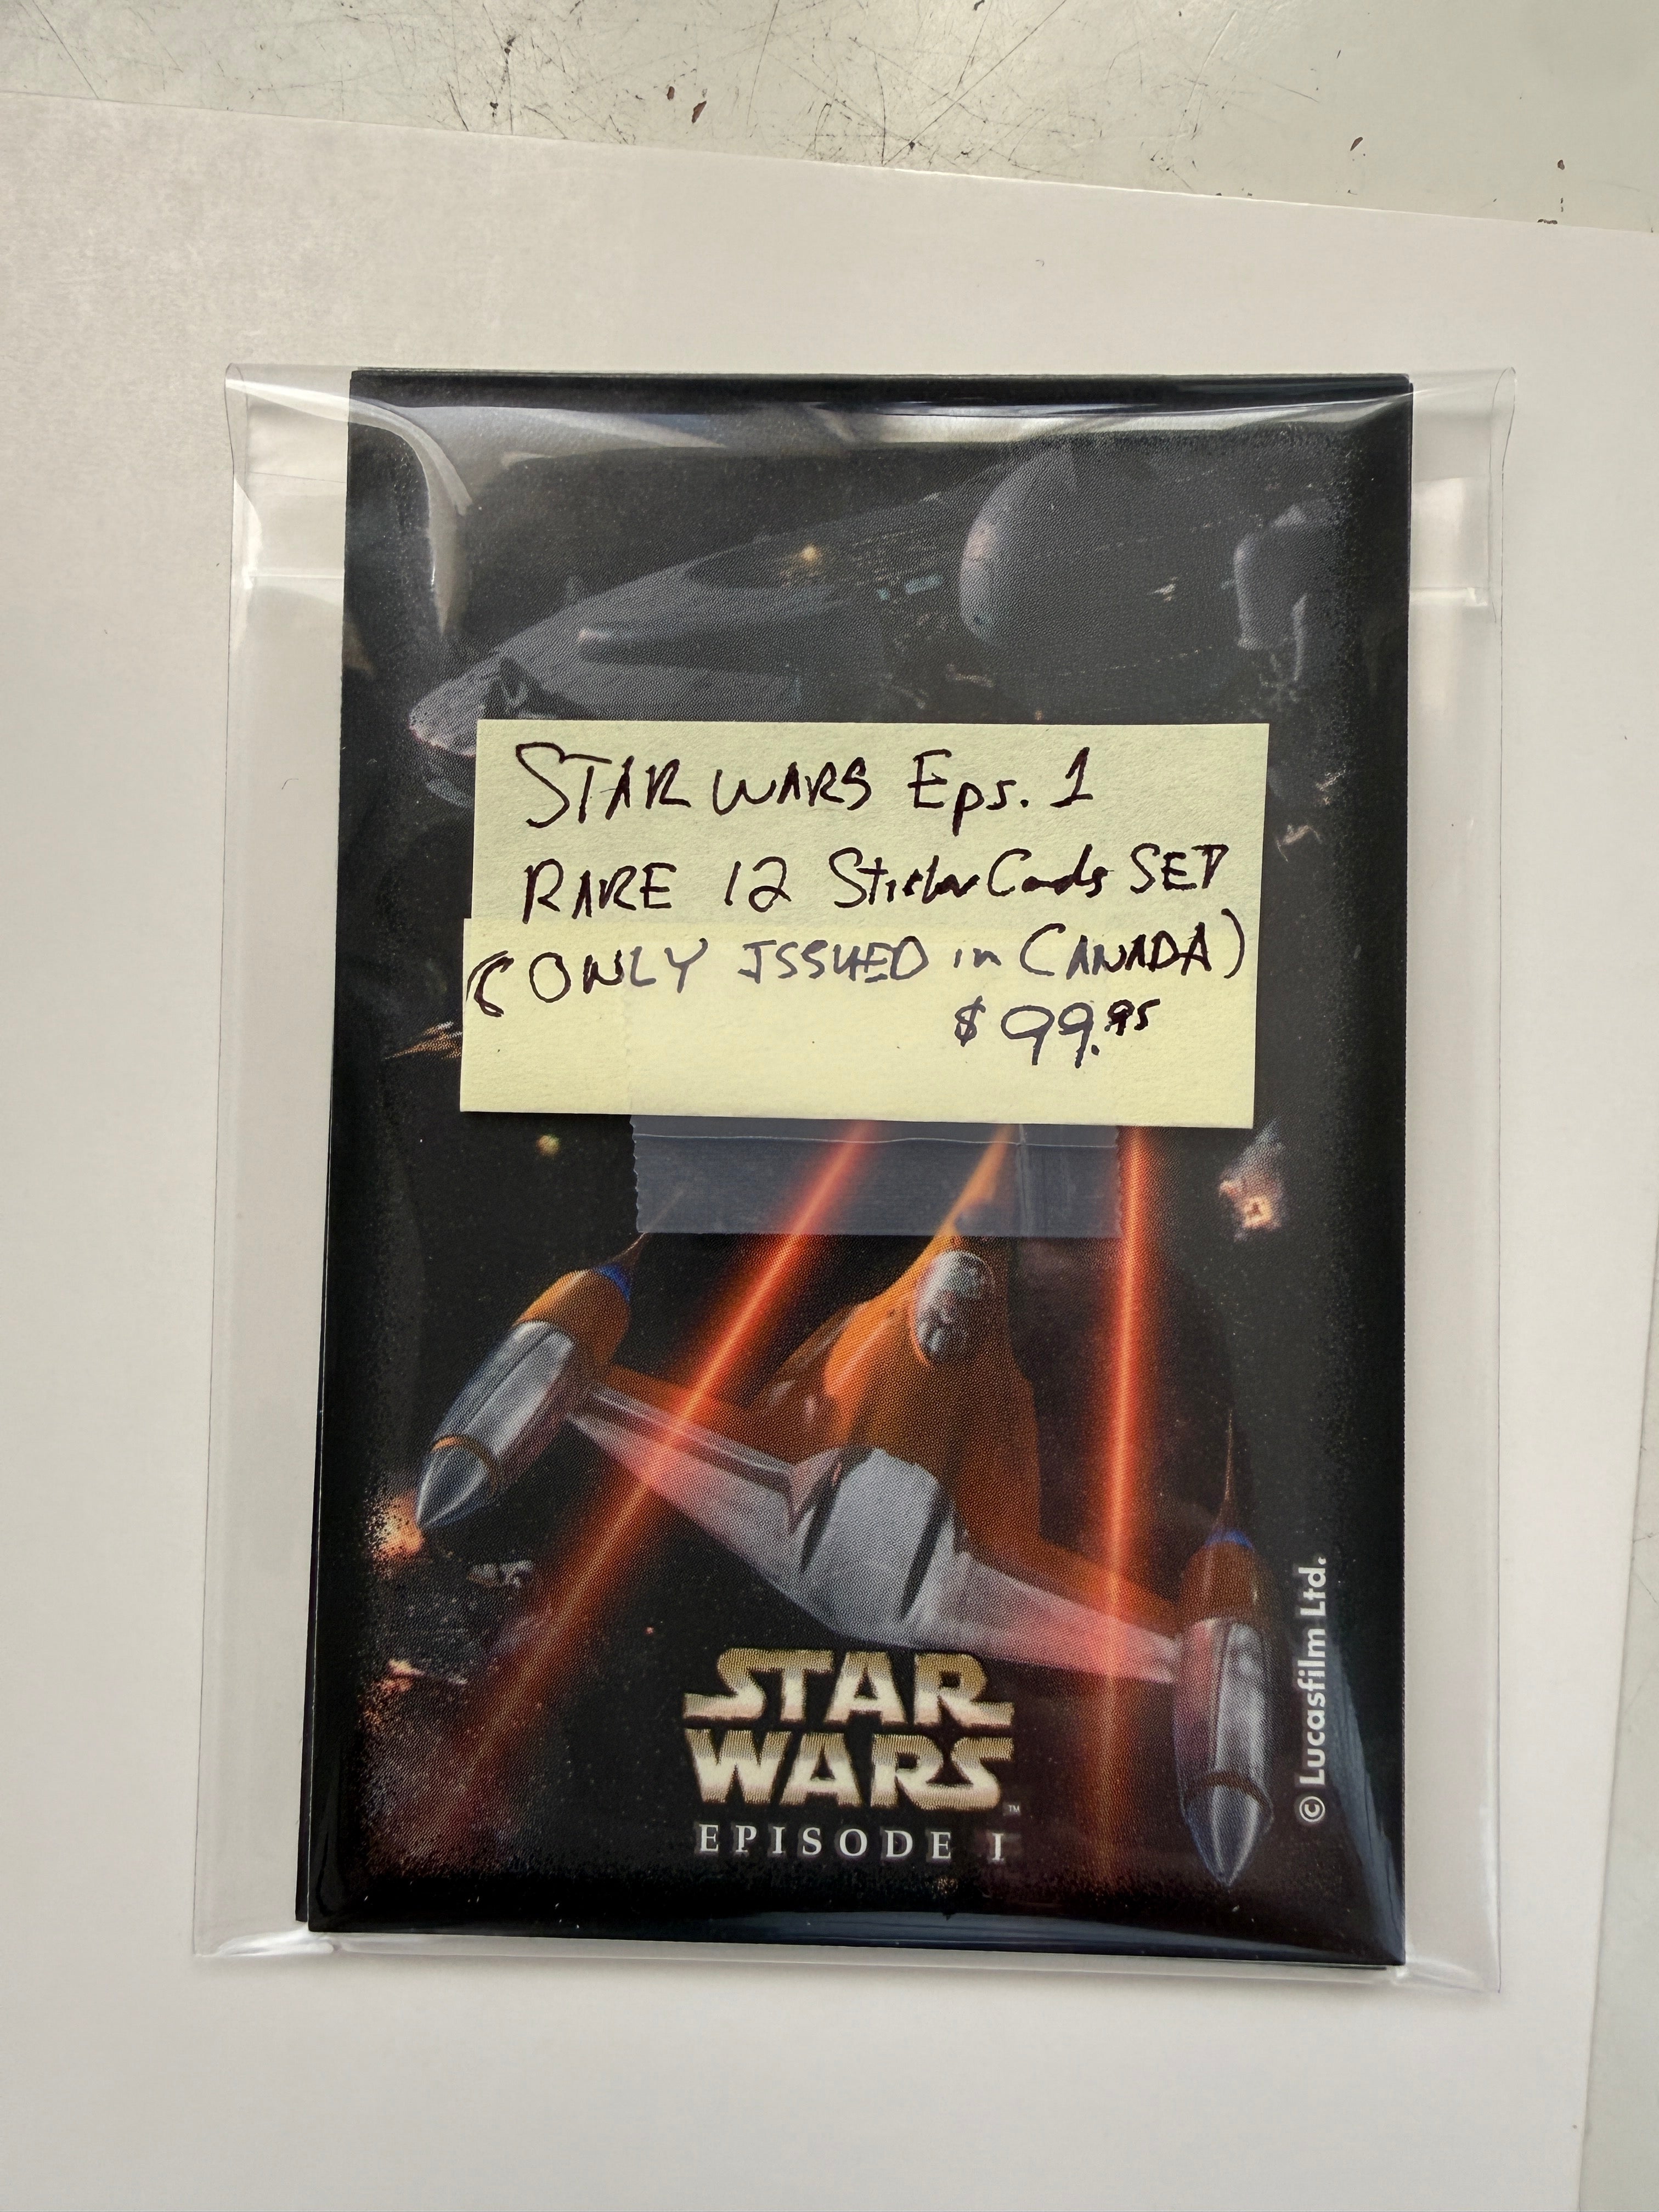 STAR WARS Eps. 1
RARE 12 Sticker Cards SET
(ONLY ISSUED in CANADA)
$99.95
STAR
WARS
™
EPISODE I
© Lucasfilm Ltd.